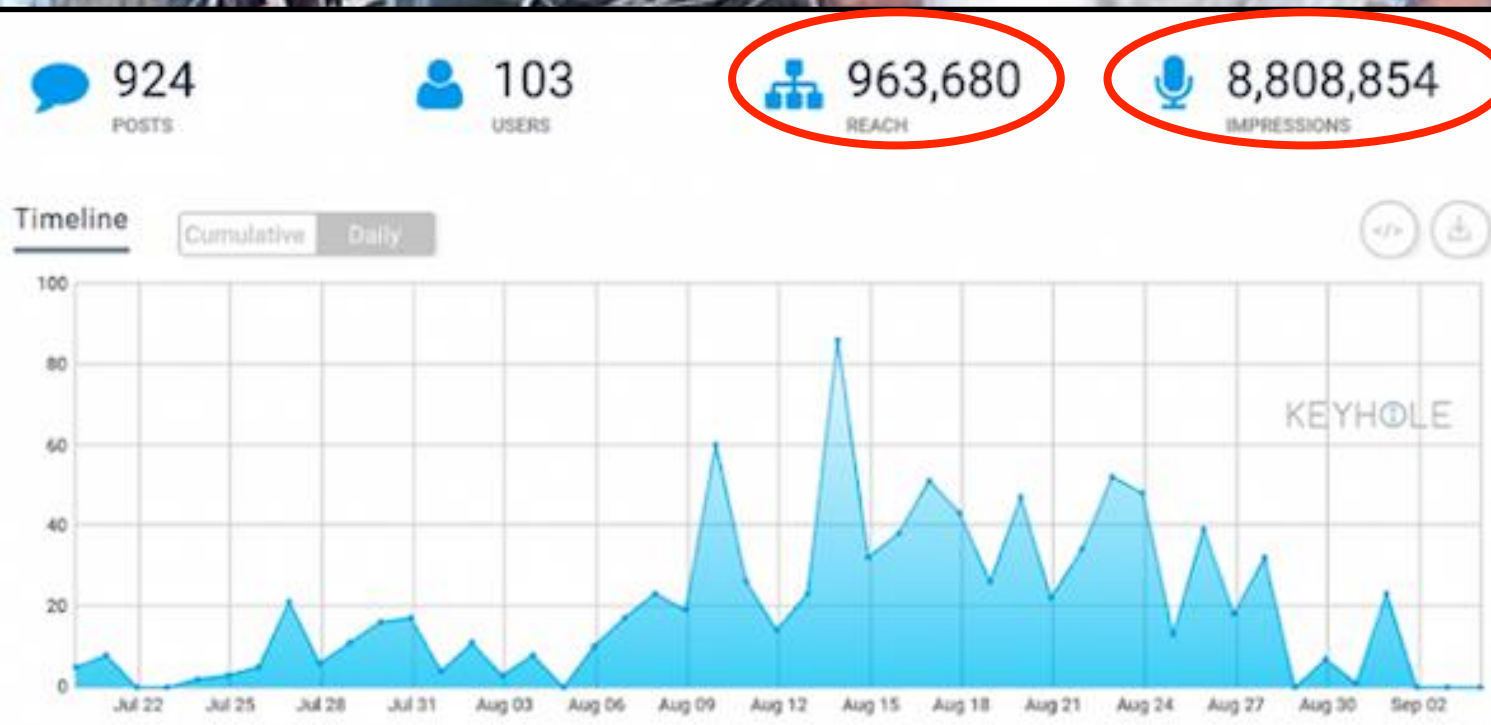 924
POSTS
103
USERS
963,680
REACH
8,808,854
IMPRESSIONS
Timeline
Cumulative
Daily
</>
100
80
60
40
20
0
KEYHOLE
Jul 22 Jul 25 Jul 28 Jul 31 Aug 03 Aug 06 Aug 09 Aug 12 Aug 15 Aug 18 Aug 21 Aug 24 Aug 27 Aug 30 Sep 02